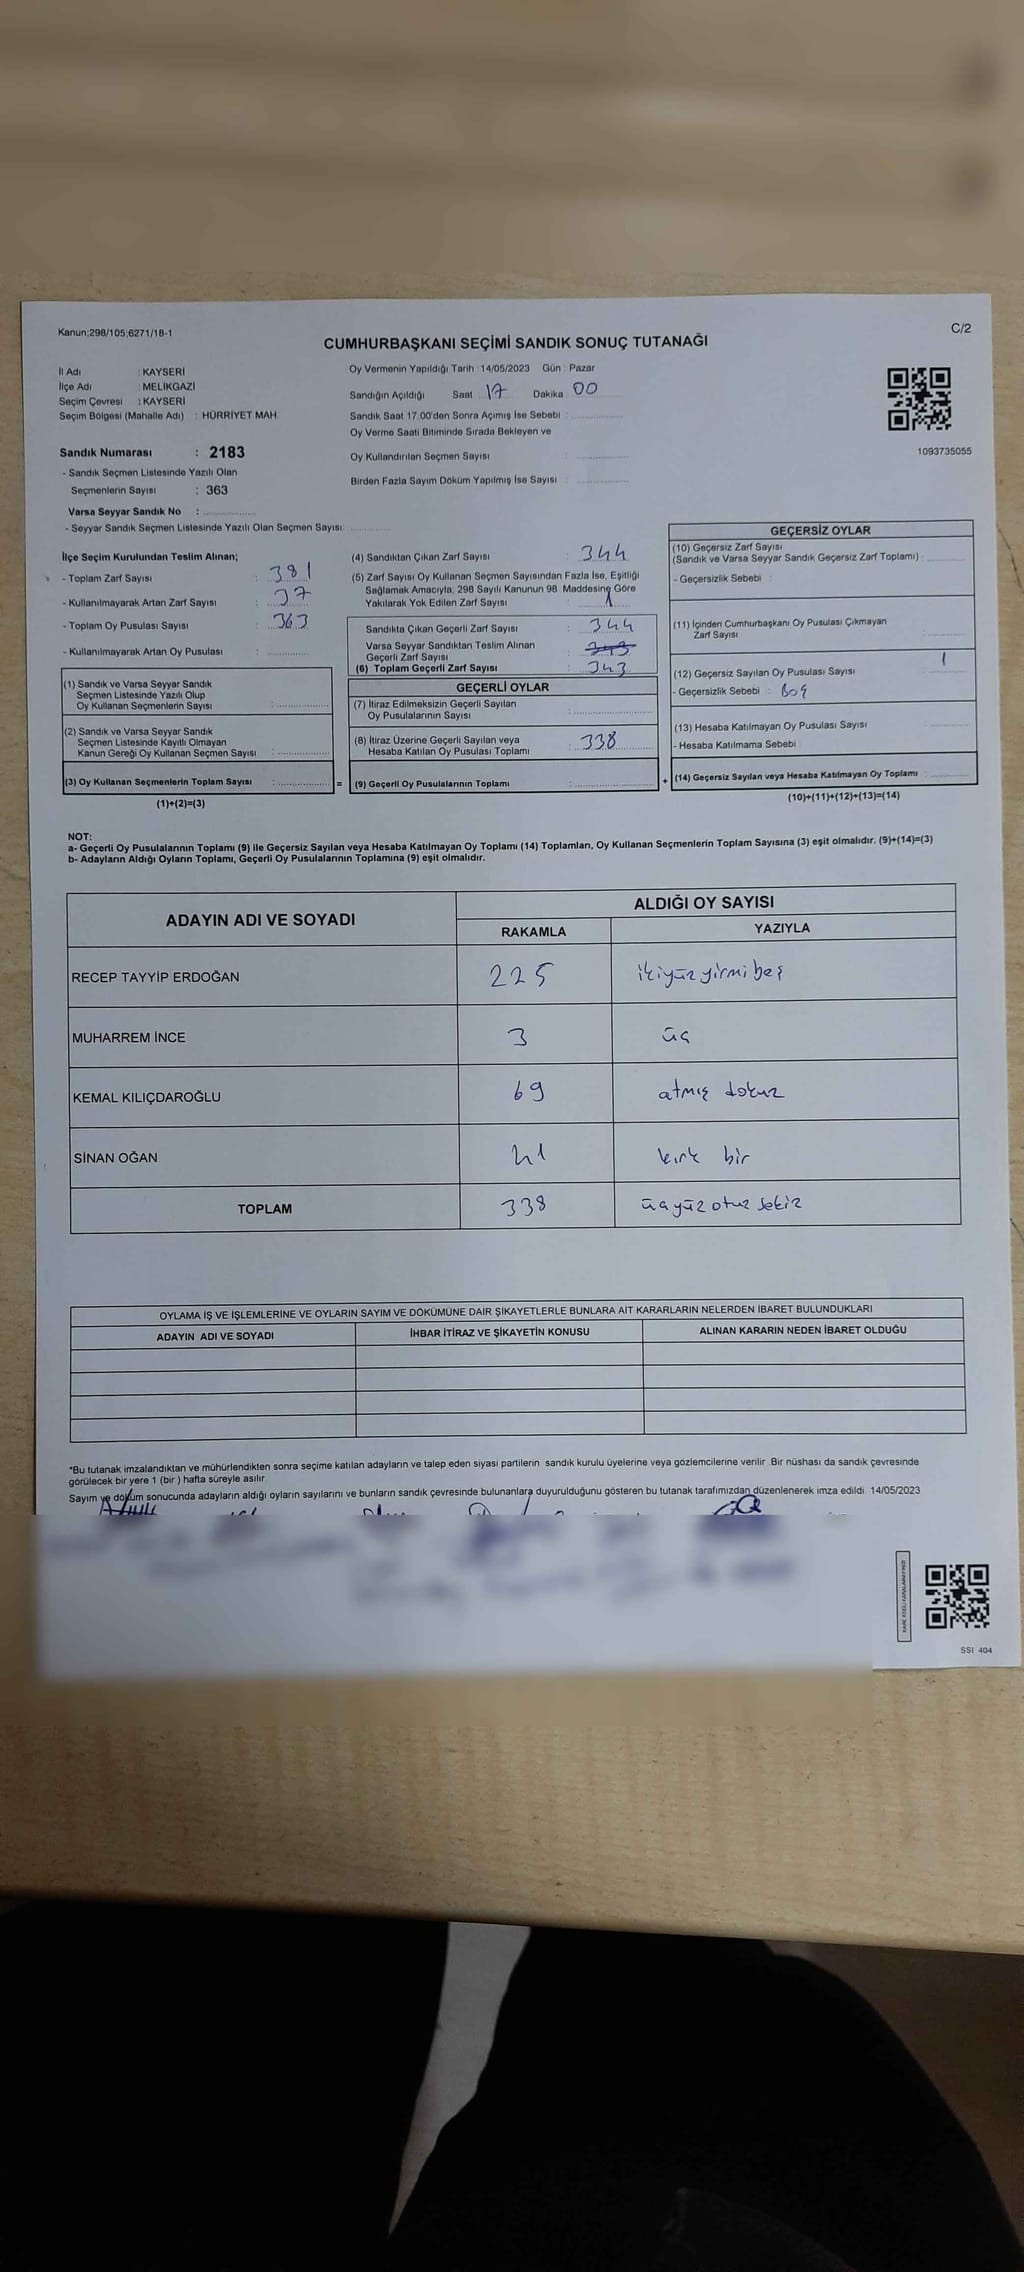 Kanun;298/105;6271/18-1
C/2
CUMHURBAŞKANI SEÇİMİ SANDIK SONUÇ TUTANAĞI
İl Adı : KAYSERİ
İlçe Adı : MELİKGAZİ
Seçim Çevresi : KAYSERİ
Seçim Bölgesi (Mahalle Adı) : HÜRRİYET MAH.
Sandık Numarası : 2183
- Sandık Seçmen Listesinde Yazılı Olan
Seçmenlerin Sayısı : 363
Varsa Seyyar Sandık No :
- Seyyar Sandık Seçmen Listesinde Yazılı Olan Seçmen Sayısı:
Oy Vermenin Yapıldığı Tarih :14/05/2023 Gün : Pazar
Sandığın Açıldığı Saat : 17 Dakika : 00
Sandık Saat 17:00'den Sonra Açımış İse Sebebi :
Oy Verme Saati Bitiminde Sırada Bekleyen ve
Oy Kullandırılan Seçmen Sayısı :
Birden Fazla Sayım Döküm Yapılmış İse Sayısı :
1093735055
İlçe Seçim Kurulundan Teslim Alınan;
- Toplam Zarf Sayısı : 381
- Kullanılmayarak Artan Zarf Sayısı : 37
- Toplam Oy Pusulası Sayısı : 363
- Kullanılmayarak Artan Oy Pusulası :
(1) Sandık ve Varsa Seyyar Sandık
Seçmen Listesinde Yazılı Olup
Oy Kullanan Seçmenlerin Sayısı :
(2) Sandık ve Varsa Seyyar Sandık
Seçmen Listesinde Kayıtlı Olmayan
Kanun Gereği Oy Kullanan Seçmen Sayısı :
(3) Oy Kullanan Seçmenlerin Toplam Sayısı :
(1)+(2)=(3)
(4) Sandıktan Çıkan Zarf Sayısı : 344
(5) Zarf Sayısı Oy Kullanan Seçmen Sayısından Fazla İse, Eşitliği
Sağlamak Amacıyla, 298 Sayılı Kanunun 98. Maddesine Göre
Yakılarak Yok Edilen Zarf Sayısı : 1
Sandıkta Çıkan Geçerli Zarf Sayısı : 344
Varsa Seyyar Sandıktan Teslim Alınan
Geçerli Zarf Sayısı : 343
(6) Toplam Geçerli Zarf Sayısı : 343
GEÇERLİ OYLAR
(7) İtiraz Edilmeksizin Geçerli Sayılan
Oy Pusulalarının Sayısı :
(8) İtiraz Üzerine Geçerli Sayılan veya
Hesaba Katılan Oy Pusulası Toplamı : 338
= (9) Geçerli Oy Pusulalarının Toplamı :
GEÇERSİZ OYLAR
(10) Geçersiz Zarf Sayısı
(Sandık ve Varsa Seyyar Sandık Geçersiz Zarf Toplamı) :
- Geçersizlik Sebebi :
(11) İçinden Cumhurbaşkanı Oy Pusulası Çıkmayan
Zarf Sayısı :
(12) Geçersiz Sayılan Oy Pusulası Sayısı : 1
- Geçersizlik Sebebi : Boş
(13) Hesaba Katılmayan Oy Pusulası Sayısı :
- Hesaba Katılmama Sebebi :
+ (14) Geçersiz Sayılan veya Hesaba Katılmayan Oy Toplamı :
(10)+(11)+(12)+(13)=(14)
NOT:
a- Geçerli Oy Pusulalarının Toplamı (9) ile Geçersiz Sayılan veya Hesaba Katılmayan Oy Toplamı (14) Toplamları, Oy Kullanan Seçmenlerin Toplam Sayısına (3) eşit olmalıdır. (9)+(14)=(3)
b- Adayların Aldığı Oyların Toplamı, Geçerli Oy Pusulalarının Toplamına (9) eşit olmalıdır.
ADAYIN ADI VE SOYADI
ALDIĞI OY SAYISI
RAKAMLA YAZIYLA
RECEP TAYYİP ERDOĞAN 225 ikiyüz yirmi beş
MUHARREM İNCE 3 üç
KEMAL KILIÇDAROĞLU 69 atmış dokuz
SİNAN OĞAN 41 kırk bir
TOPLAM 338 üçyüz otuz sekiz
OYLAMA İŞ VE İŞLEMLERİNE VE OYLARIN SAYIM VE DÖKÜMÜNE DAİR ŞİKAYETLERLE BUNLARA AİT KARARLARIN NELERDEN İBARET BULUNDUKLARI
ADAYIN ADI VE SOYADI İHBAR İTİRAZ VE ŞİKAYETİN KONUSU ALINAN KARARIN NEDEN İBARET OLDUĞU
*Bu tutanak imzalandıktan ve mühürlendikten sonra seçime katılan adayların ve talep eden siyasi partilerin sandık kurulu üyelerine veya gözlemcilerine verilir. Bir nüshası da sandık çevresinde
görülecek bir yere 1 (bir ) hafta süreyle asılır.
Sayım ve döküm sonucunda adayların aldığı oyların sayılarını ve bunların sandık çevresinde bulunanlara duyurulduğunu gösteren bu tutanak tarafımızdan düzenlenerek imza edildi. 14/05/2023
SSI 404